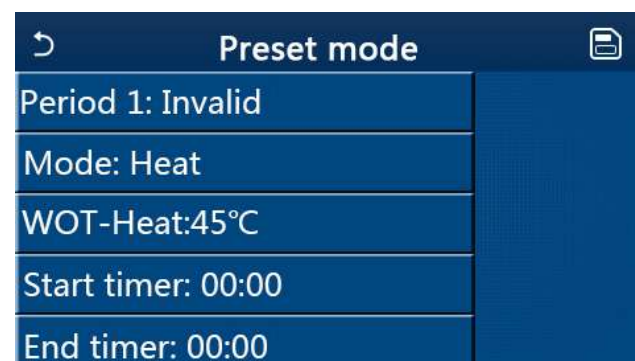 Preset mode
Period 1: Invalid
Mode: Heat
WOT-Heat:45℃
Start timer: 00:00
End timer: 00:00